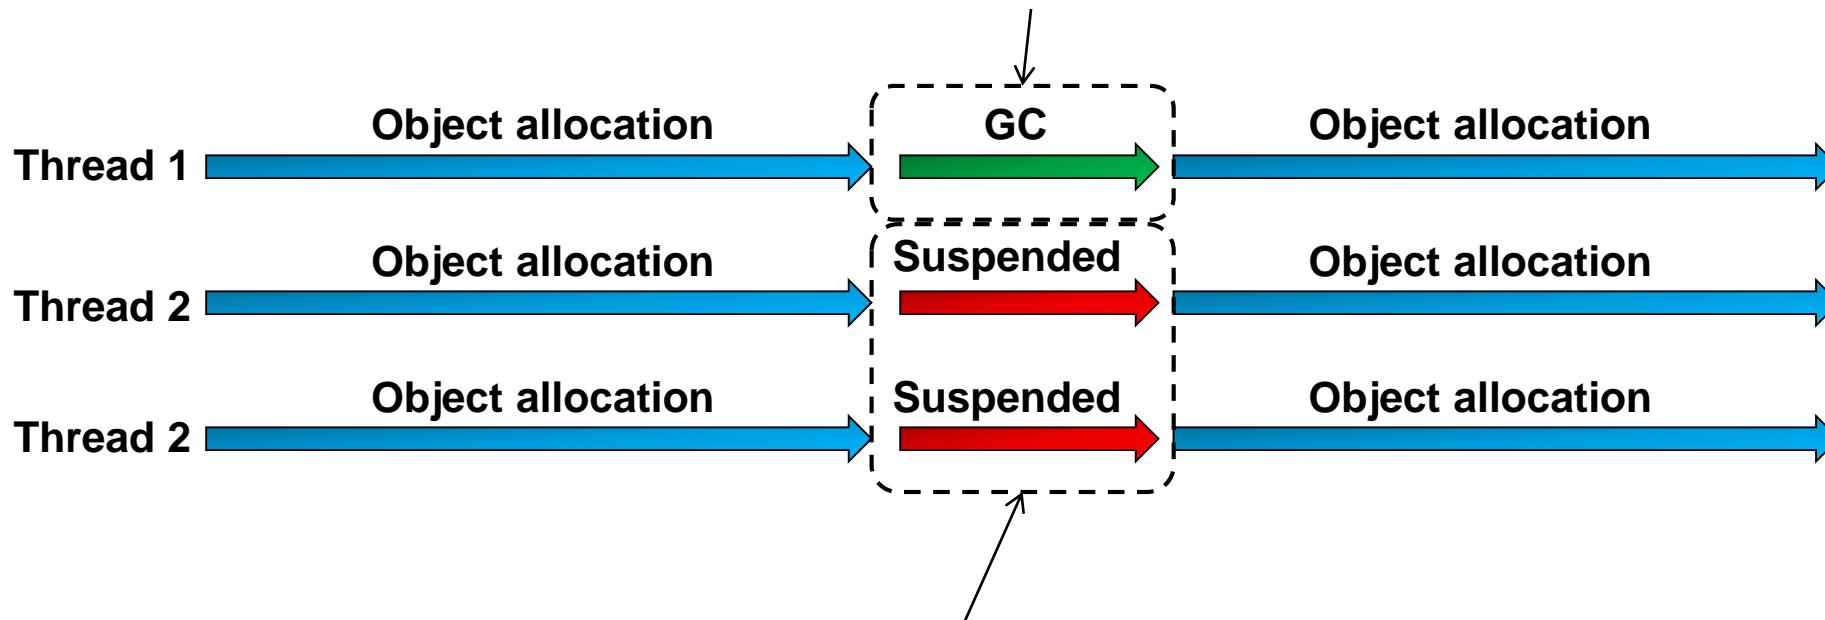 Object allocation GC Object allocation
Thread 1
Object allocation Suspended Object allocation
Thread 2
Object allocation Suspended Object allocation
Thread 2